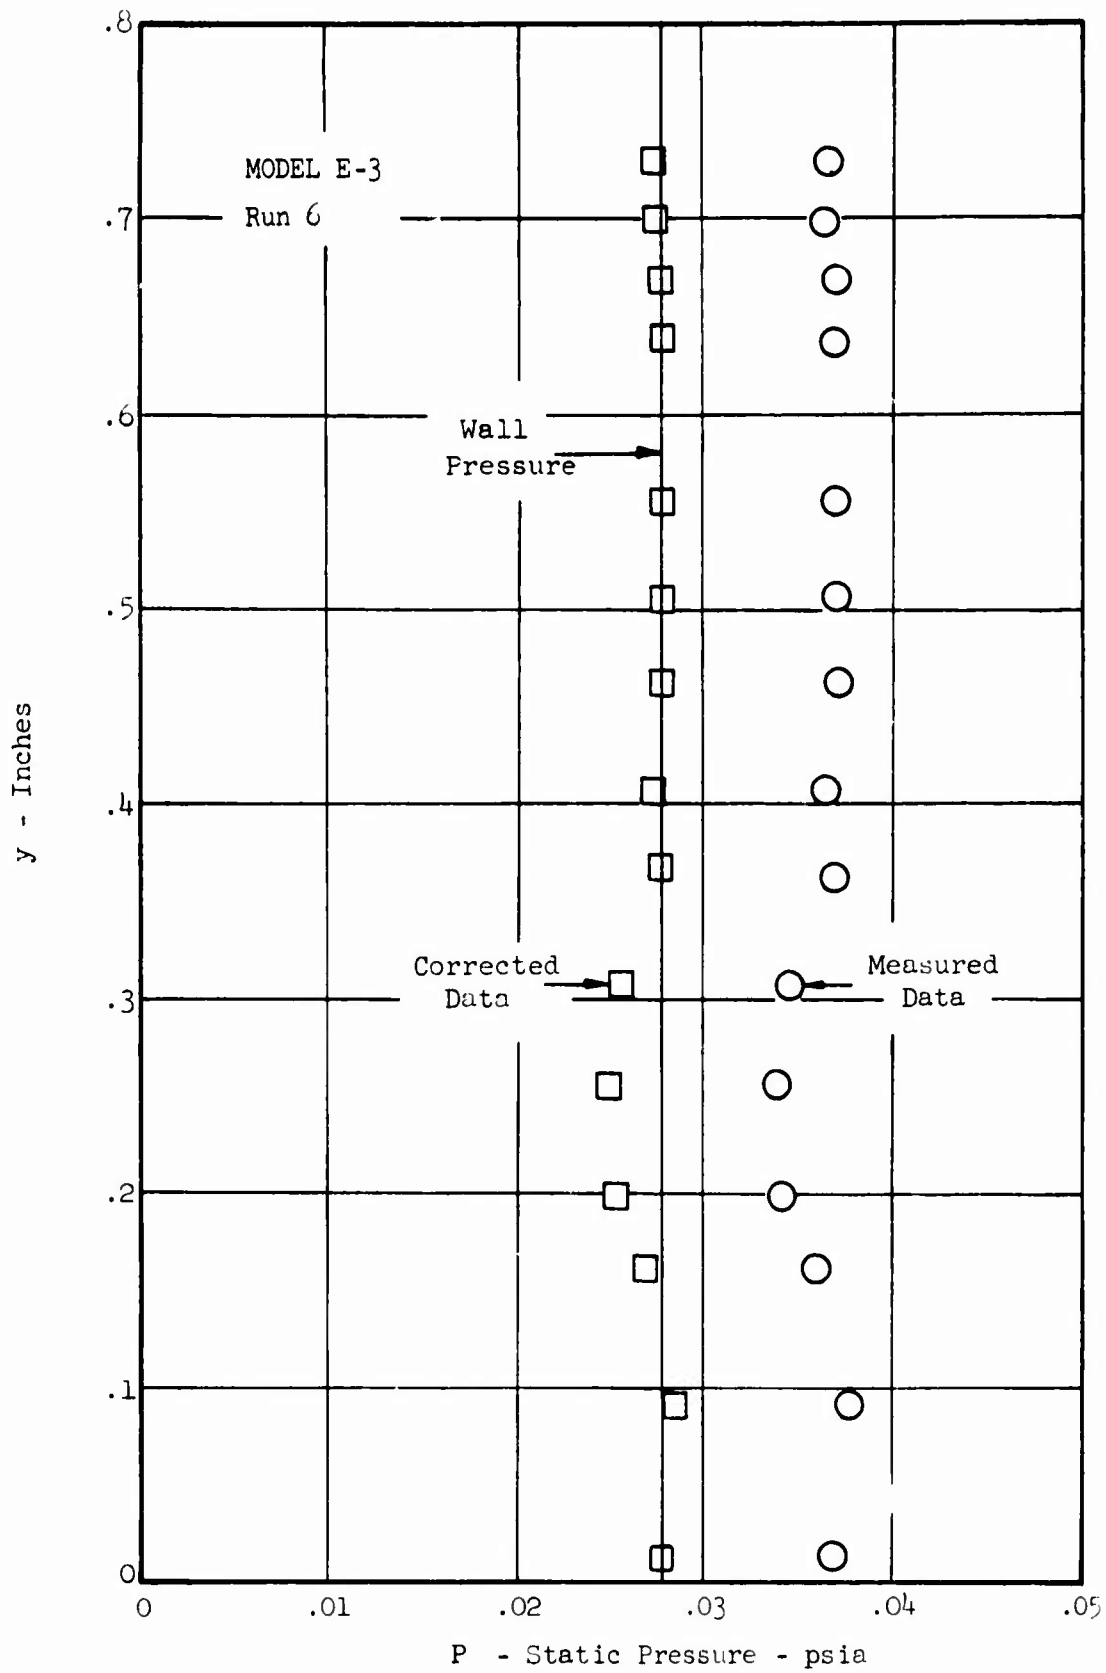 .8
MODEL E-3
.7
Run 6
.6
Wall
Pressure
.5
y - Inches
.4
Corrected
Data
Measured
Data
.3
.2
.1
0
0 .01 .02 .03 .04 .05
P - Static Pressure - psia